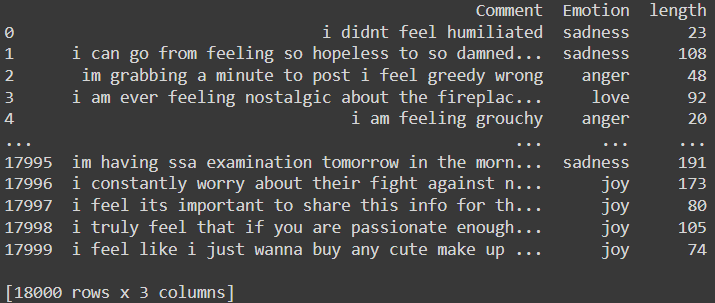 Comment Emotion length
0 i didnt feel humiliated sadness 23
1 i can go from feeling so hopeless to so damned... sadness 108
2 im grabbing a minute to post i feel greedy wrong anger 48
3 i am ever feeling nostalgic about the fireplac... love 92
4 i am feeling grouchy anger 20
... ... ... ...
17995 im having ssa examination tomorrow in the morn... sadness 191
17996 i constantly worry about their fight against n... joy 173
17997 i feel its important to share this info for th... joy 80
17998 i truly feel that if you are passionate enough... joy 105
17999 i feel like i just wanna buy any cute make up ... joy 74
[18000 rows x 3 columns]